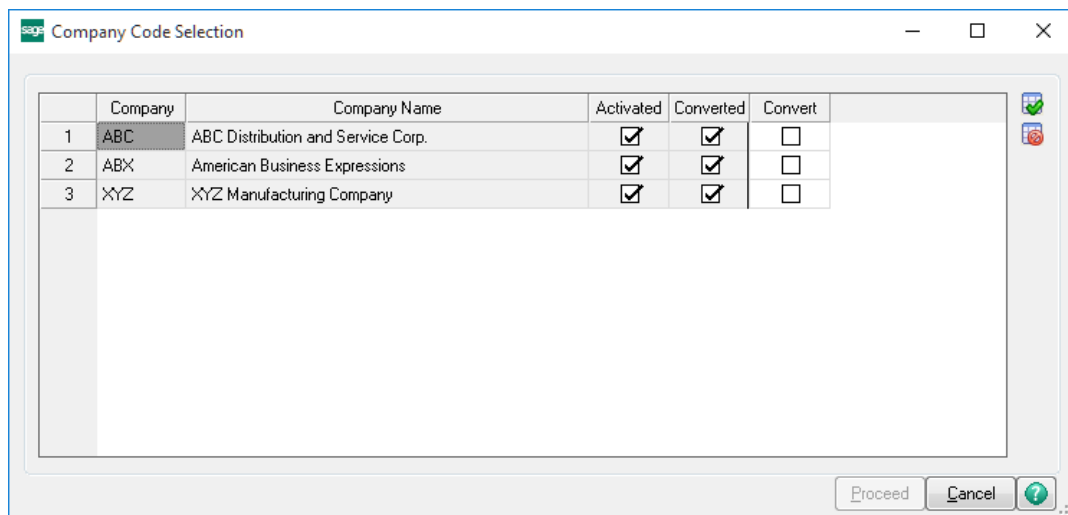 sage Company Code Selection
Company Company Name Activated Converted Convert
1 ABC ABC Distribution and Service Corp.
2 ABX American Business Expressions
3 XYZ XYZ Manufacturing Company
Proceed Cancel ?